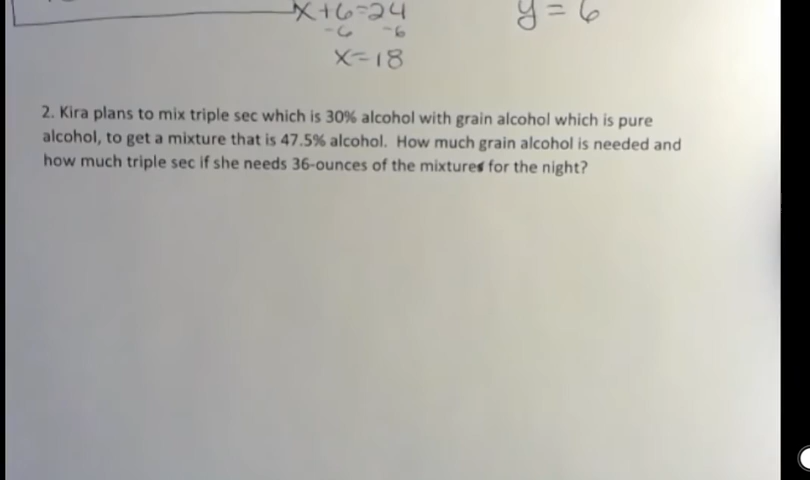 x+6=24 y=6
-6 -6
x=18
2. Kira plans to mix triple sec which is 30% alcohol with grain alcohol which is pure
alcohol, to get a mixture that is 47.5% alcohol. How much grain alcohol is needed and
how much triple sec if she needs 36-ounces of the mixtures for the night?